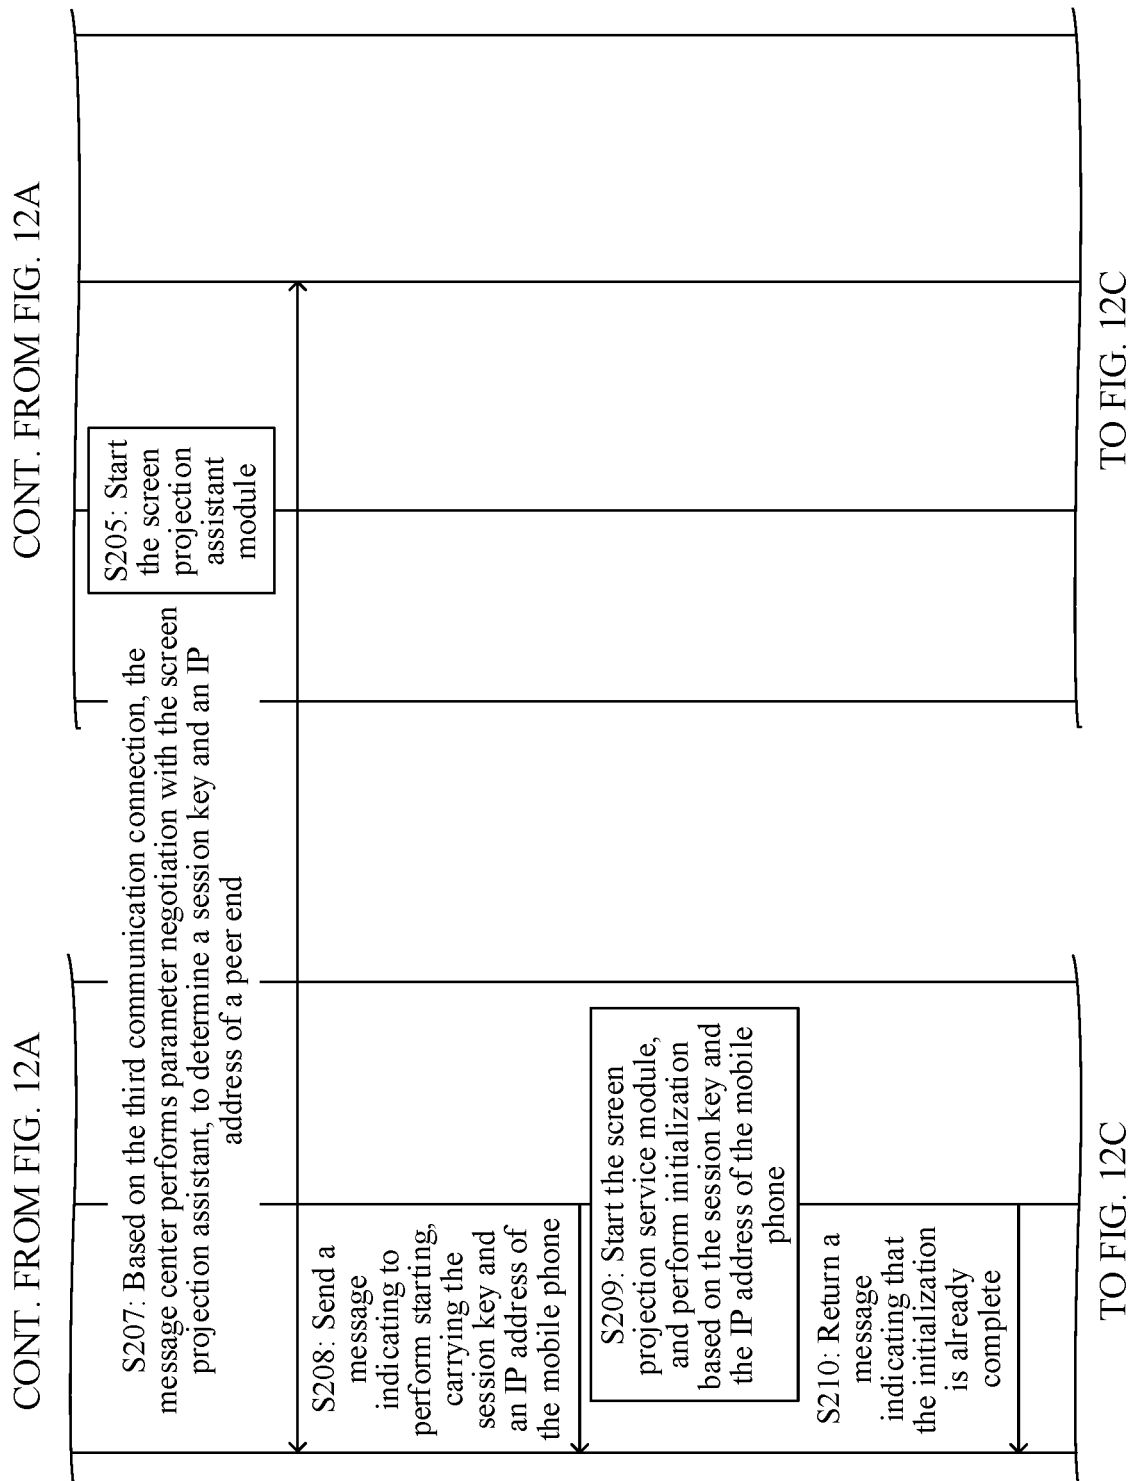 CONT. FROM FIG. 12A
CONT. FROM FIG. 12A
S205: Start
the screen
projection
assistant
module
S207: Based on the third communication connection, the
message center performs parameter negotiation with the screen
projection assistant, to determine a session key and an IP
address of a peer end
S208: Send a
message
indicating to
perform starting,
carrying the
session key and
an IP address of
the mobile phone
S209: Start the screen
projection service module,
and perform initialization
based on the session key and
the IP address of the mobile
phone
S210: Return a
message
indicating that
the initialization
is already
complete
TO FIG. 12C
TO FIG. 12C